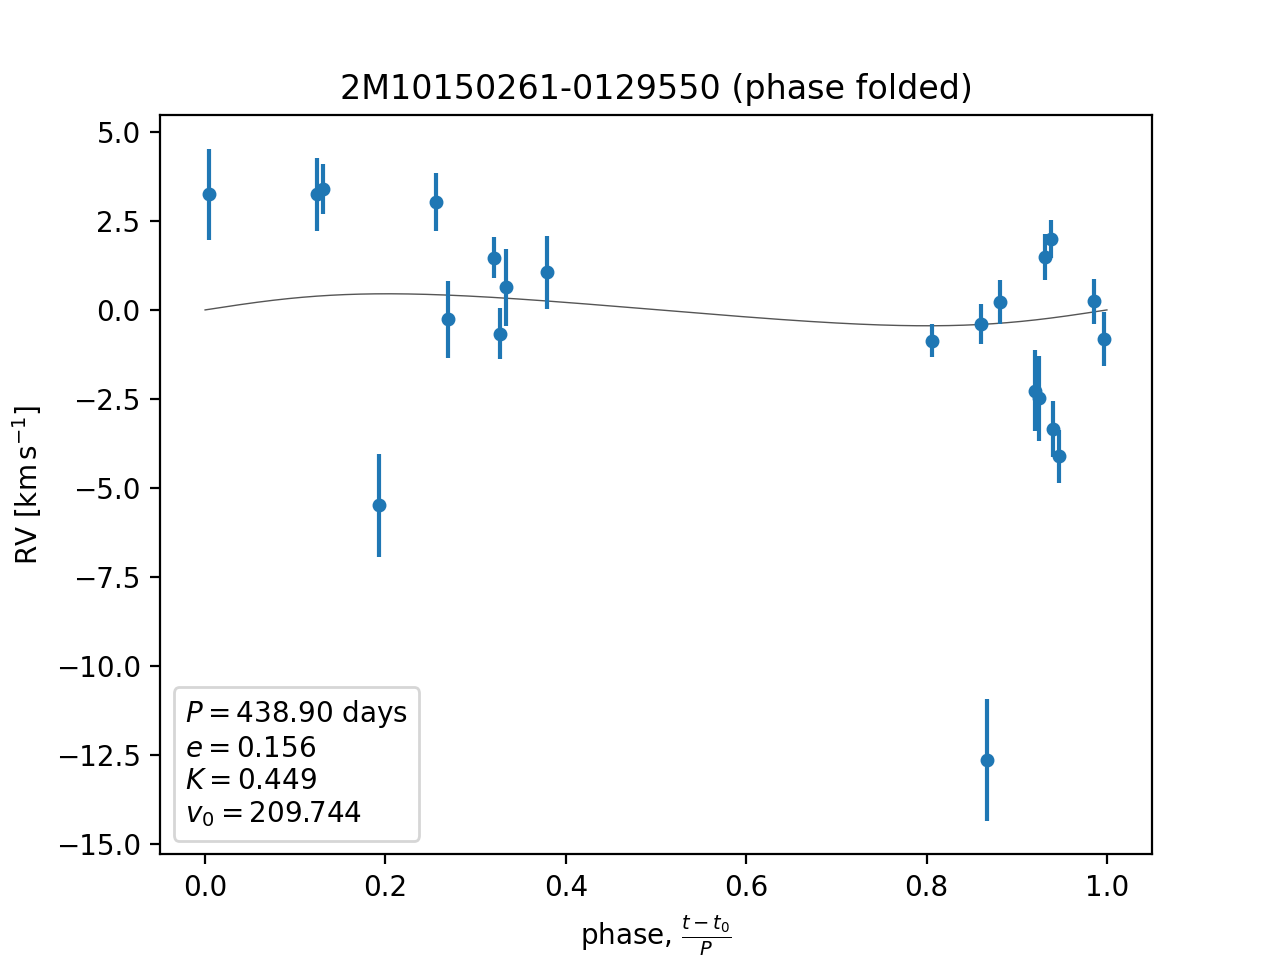 2M10150261-0129550 (phase folded)
5.0
2.5
0.0
−2.5
−5.0
−7.5
−10.0
−12.5
−15.0
RV [km s⁻¹]
P = 438.90 days
e = 0.156
K = 0.449
v₀ = 209.744
0.0 0.2 0.4 0.6 0.8 1.0
phase, (t − t₀)/P